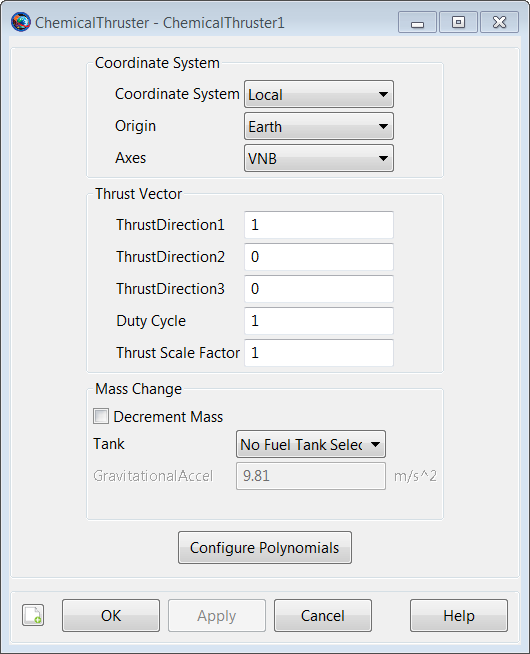 ChemicalThruster - ChemicalThruster1
Coordinate System
Coordinate System Local
Origin Earth
Axes VNB
Thrust Vector
ThrustDirection1 1
ThrustDirection2 0
ThrustDirection3 0
Duty Cycle 1
Thrust Scale Factor 1
Mass Change
Decrement Mass
Tank No Fuel Tank Selec
GravitationalAccel 9.81 m/s^2
Configure Polynomials
OK Apply Cancel Help